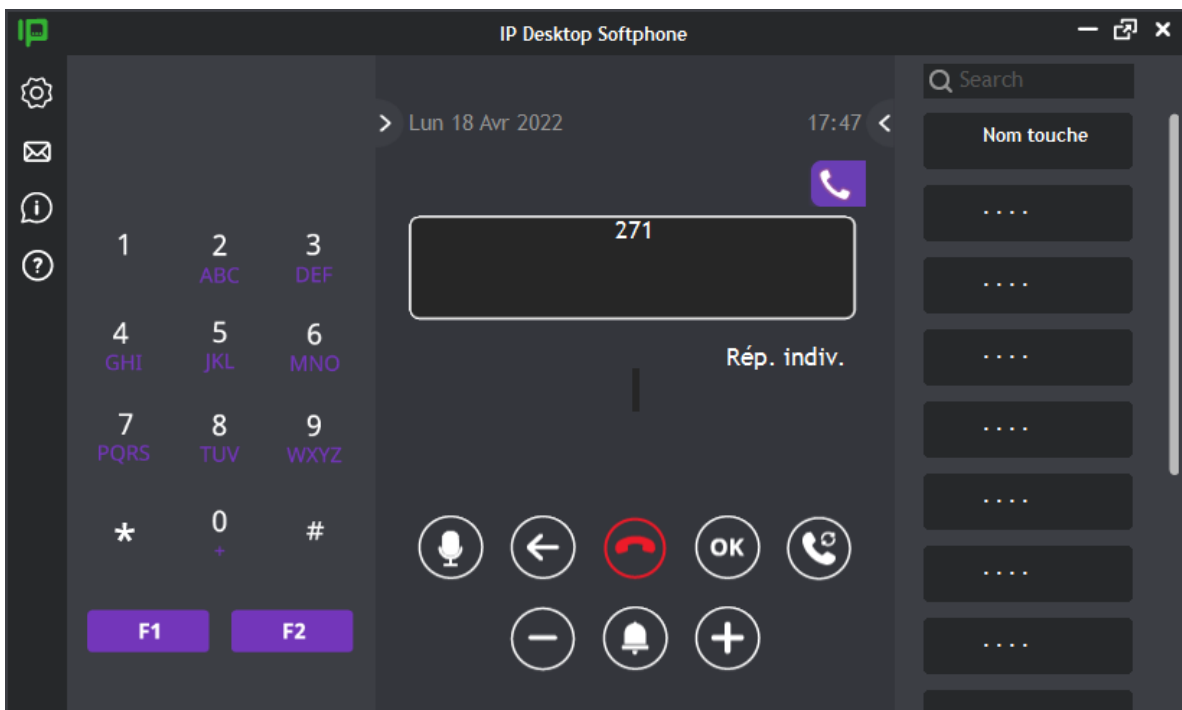 IP Desktop Softphone
Search
Lun 18 Avr 2022
17:47
Nom touche
271
....
1 2 3
ABC DEF
....
4 5 6
GHI JKL MNO
Rép. indiv.
....
7 8 9
PQRS TUV WXYZ
....
* 0 #
+
OK
....
....
F1 F2
....